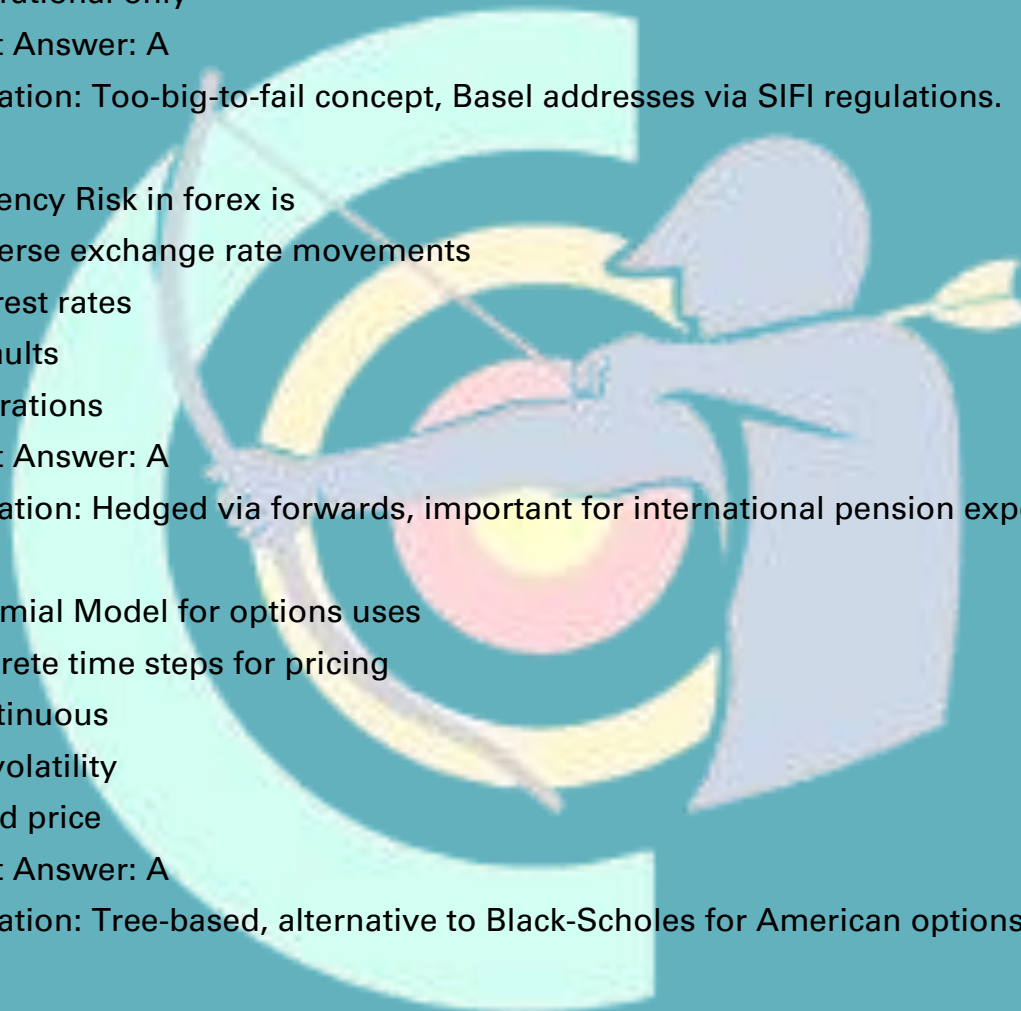 rational only
t Answer: A
ation: Too-big-to-fail concept, Basel addresses via SIFI regulations.
ency Risk in forex is
erse exchange rate movements
rest rates
aults
rations
t Answer: A
ation: Hedged via forwards, important for international pension exp
mial Model for options uses
rete time steps for pricing
tinuous
volatility
d price
t Answer: A
ation: Tree-based, alternative to Black-Scholes for American options